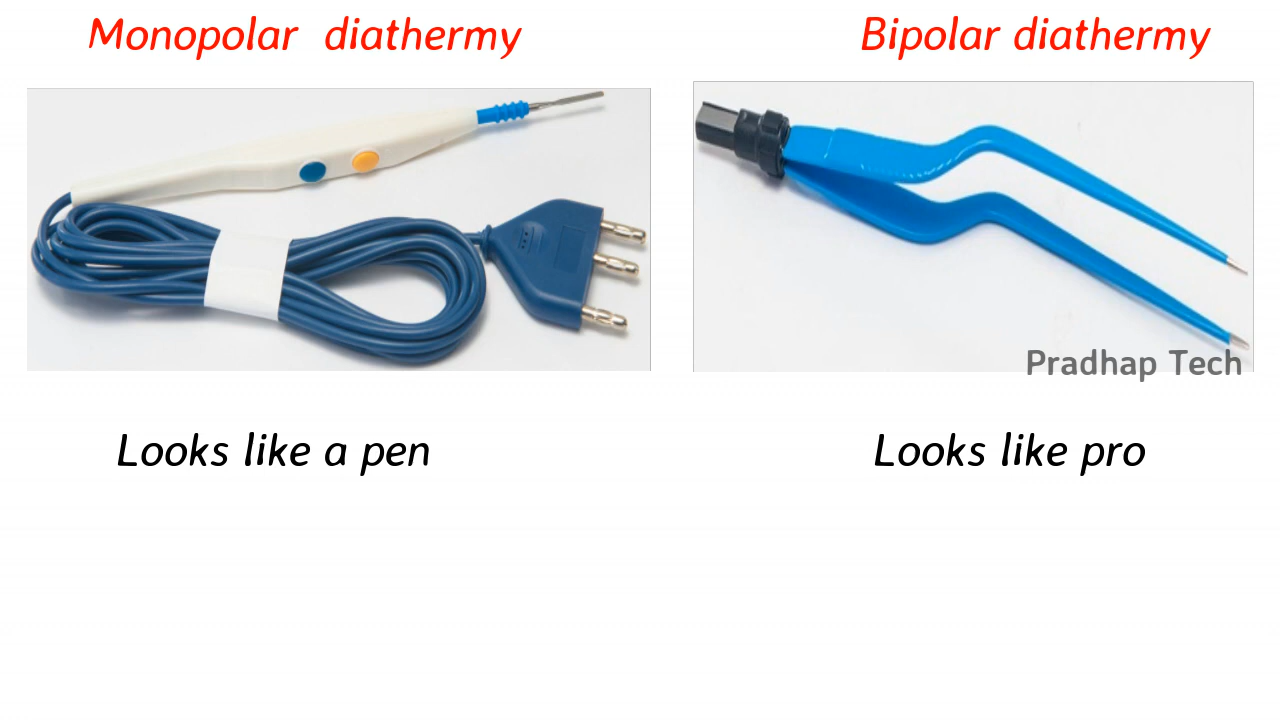 Monopolar diathermy
Bipolar diathermy
Pradhap Tech
Looks like a pen
Looks like pro